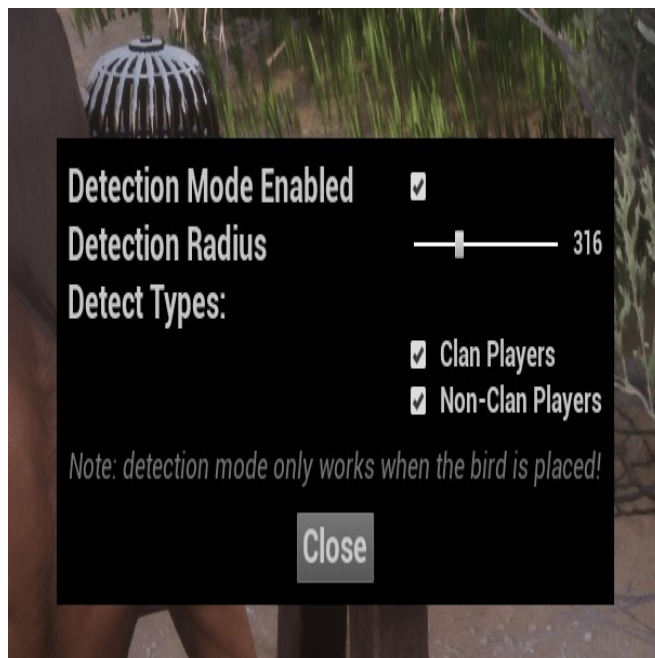 Detection Mode Enabled
Detection Radius 316
Detect Types:
Clan Players
Non-Clan Players
Note: detection mode only works when the bird is placed!
Close